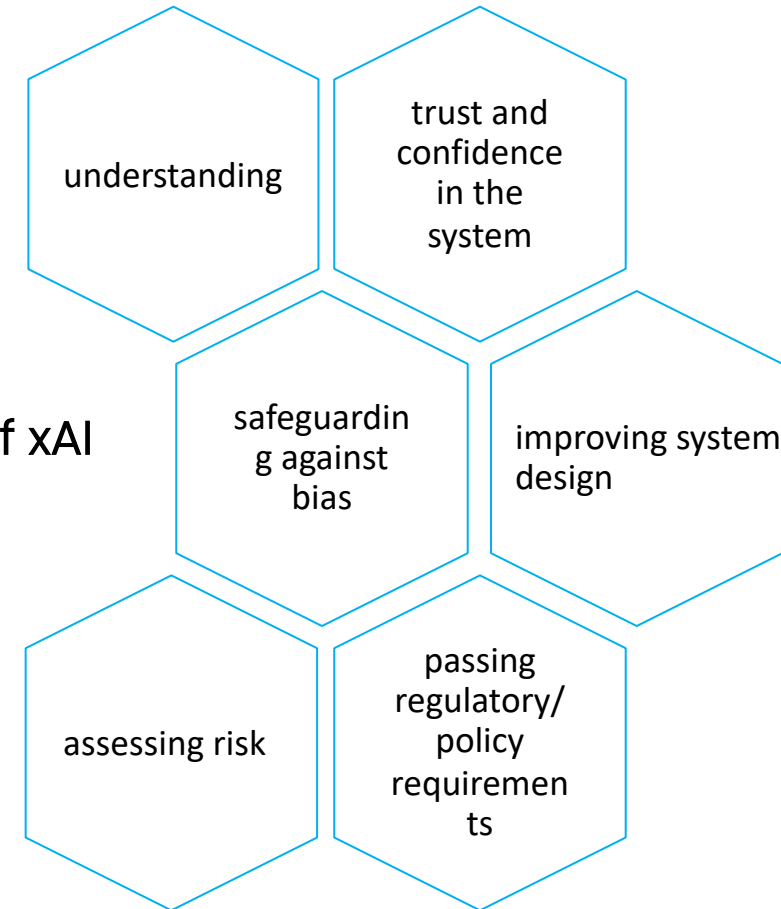 understanding
trust and
confidence
in the
system
f xAI
safeguardin
g against
bias
improving system
design
assessing risk
passing
regulatory/
policy
requiremen
ts